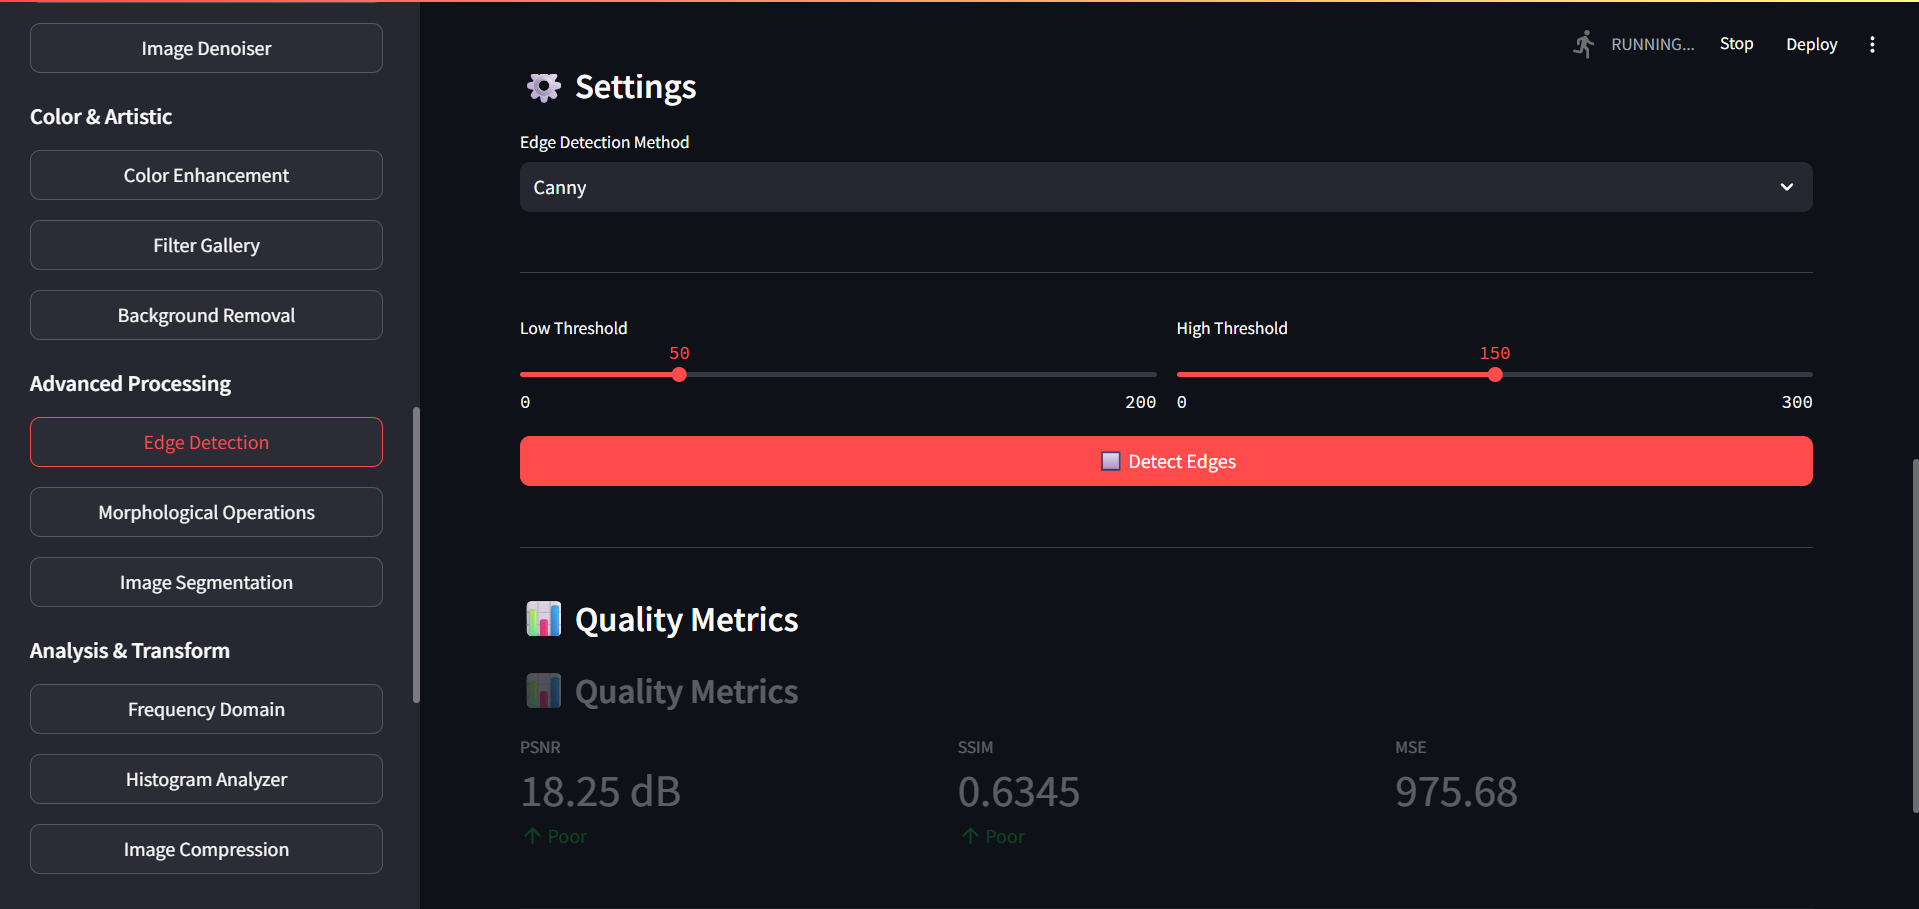 Image Denoiser
Color & Artistic
Color Enhancement
Filter Gallery
Background Removal
Advanced Processing
Edge Detection
Morphological Operations
Image Segmentation
Analysis & Transform
Frequency Domain
Histogram Analyzer
Image Compression
RUNNING... Stop Deploy
Settings
Edge Detection Method
Canny
Low Threshold
50
0 200
High Threshold
150
0 300
Detect Edges
Quality Metrics
Quality Metrics
PSNR
18.25 dB
↑ Poor
SSIM
0.6345
↑ Poor
MSE
975.68